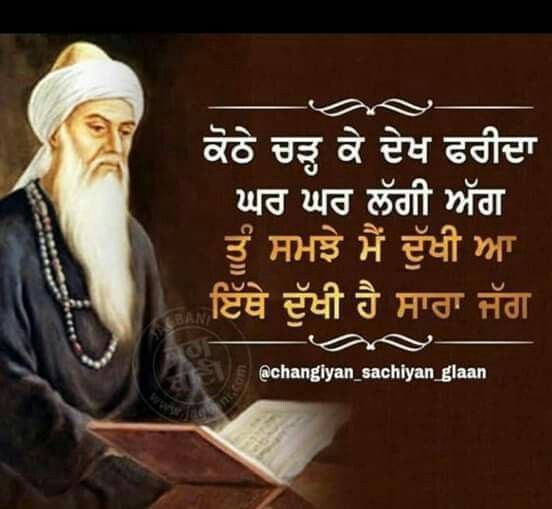 ਕੋਠੇ ਚੜ੍ਹ ਕੇ ਦੇਖ ਫਰੀਦਾ
ਘਰ ਘਰ ਲੱਗੀ ਅੱਗ
ਤੂੰ ਸਮਝੇ ਮੈਂ ਦੁੱਖੀ ਆ
ਇੱਥੇ ਦੁੱਖੀ ਹੈ ਸਾਰਾ ਜੱਗ
@changiyan_sachiyan_glaan